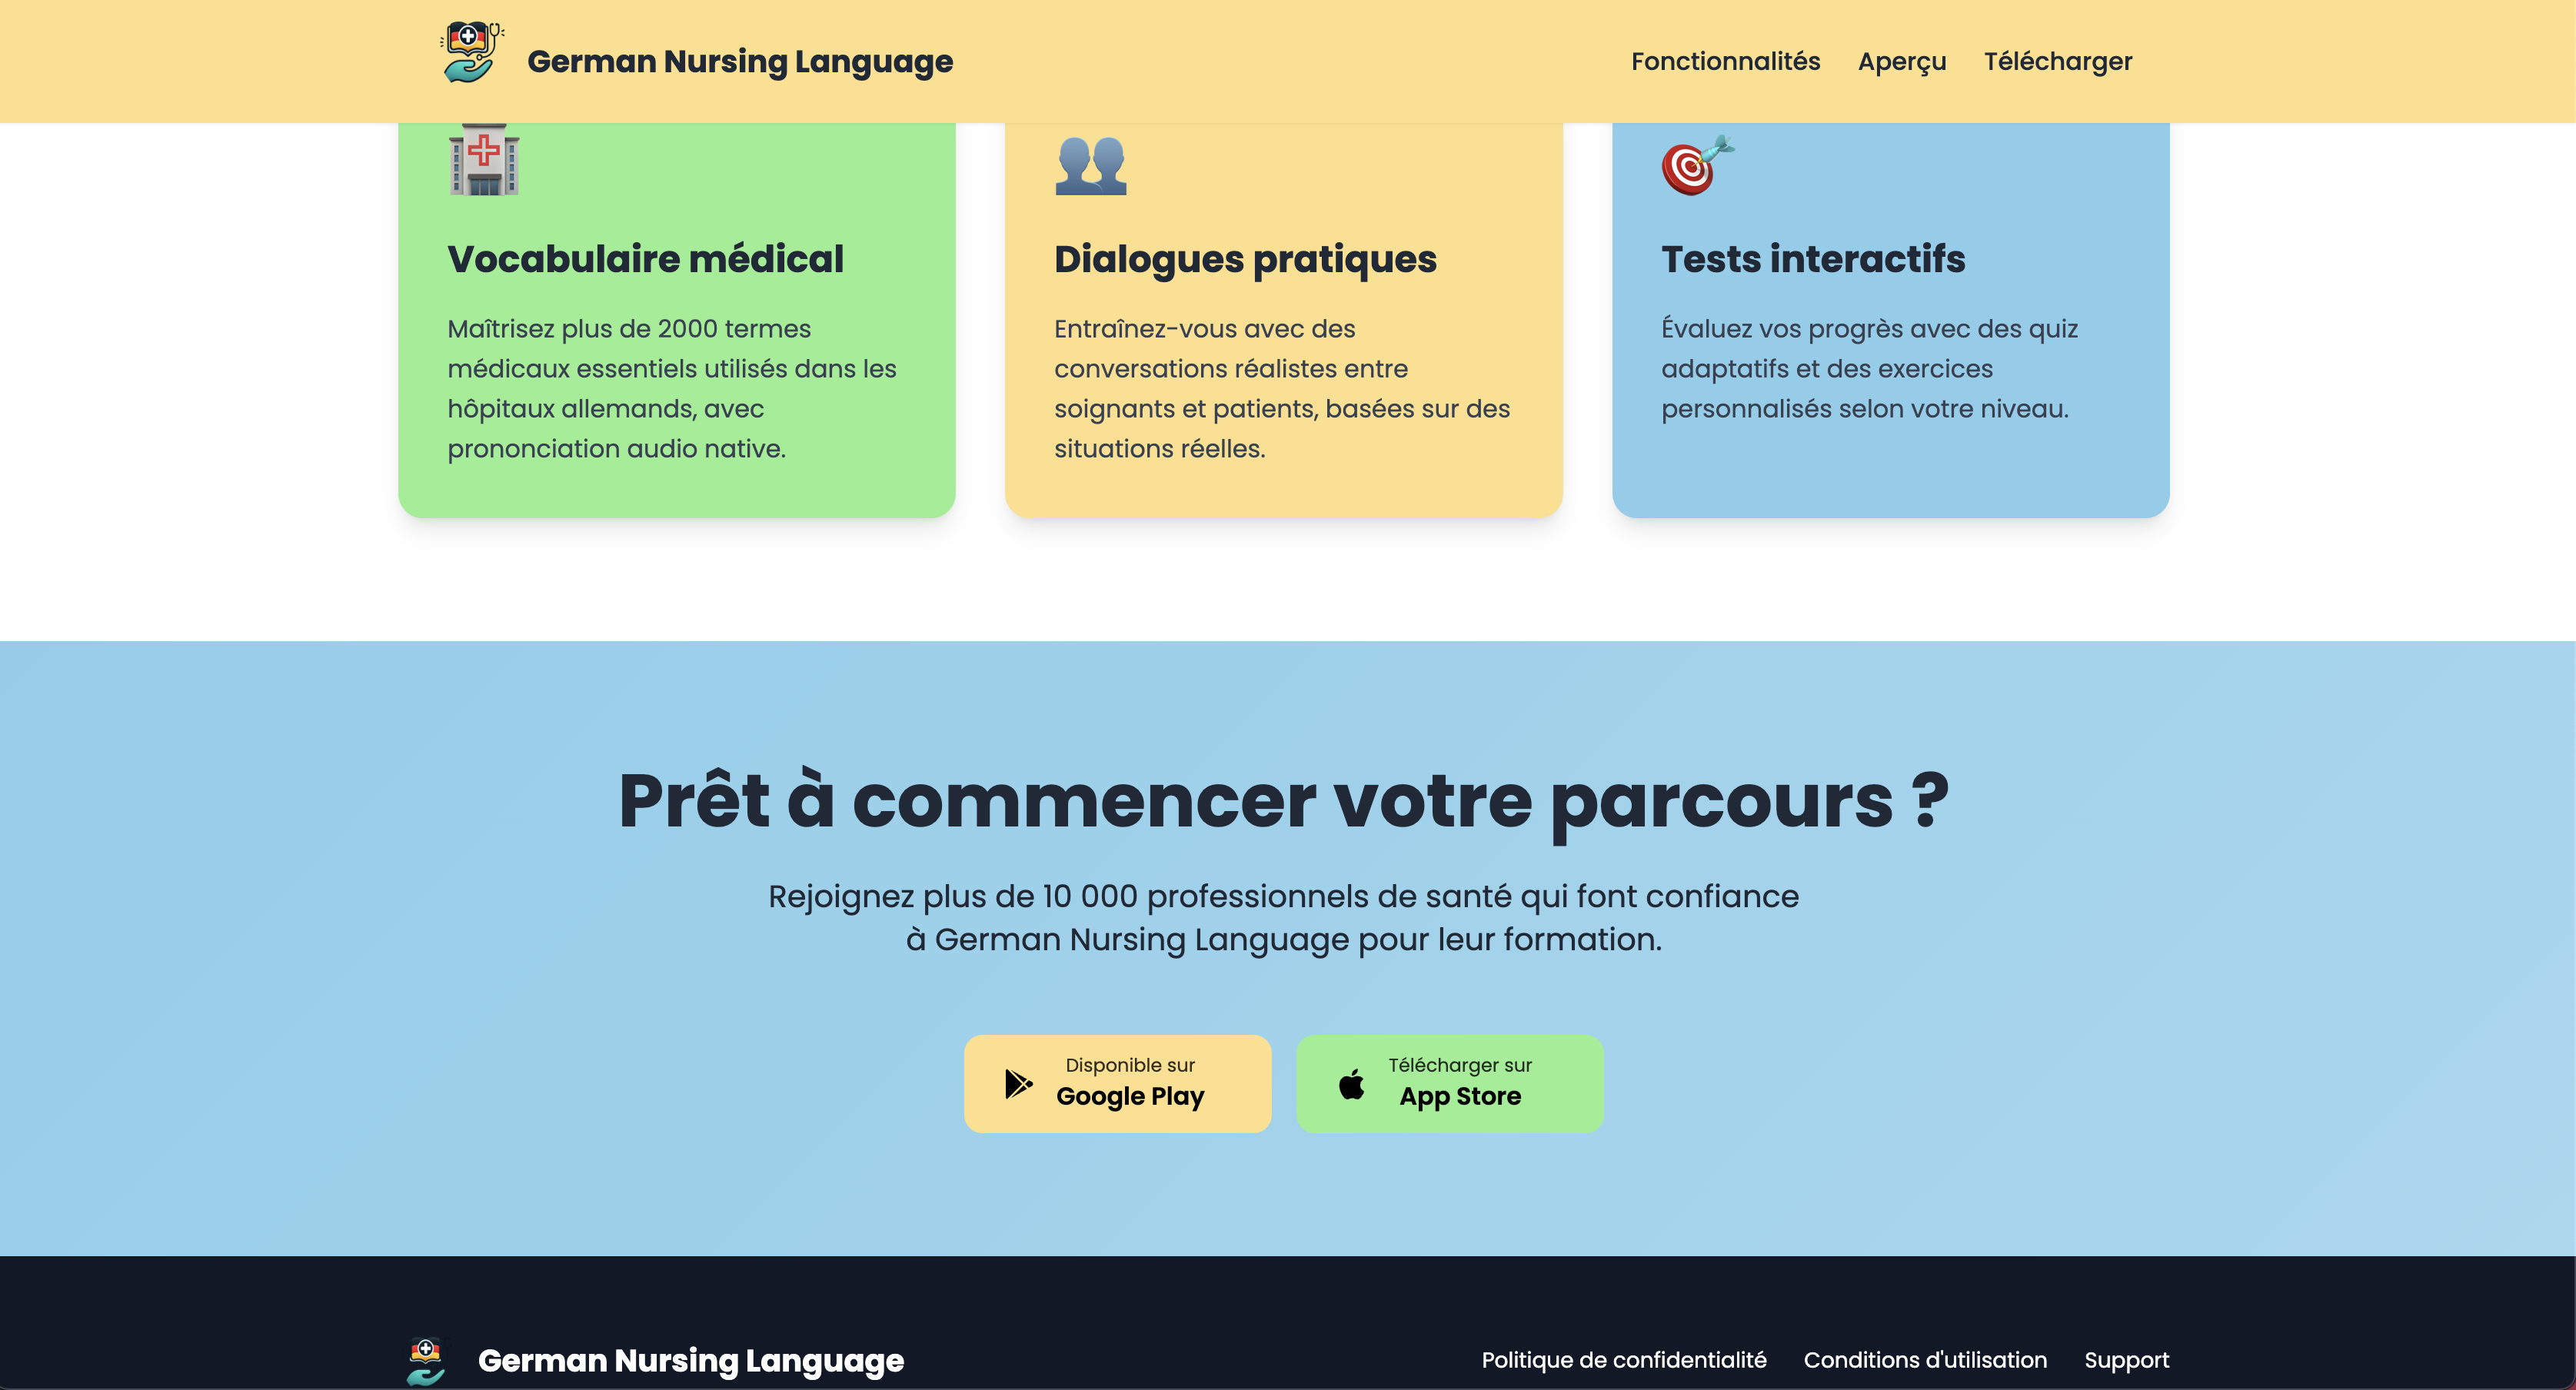 German Nursing Language
Fonctionnalités
Aperçu
Télécharger
Vocabulaire médical
Maîtrisez plus de 2000 termes
médicaux essentiels utilisés dans les
hôpitaux allemands, avec
prononciation audio native.
Dialogues pratiques
Entraînez-vous avec des
conversations réalistes entre
soignants et patients, basées sur des
situations réelles.
Tests interactifs
Évaluez vos progrès avec des quiz
adaptatifs et des exercices
personnalisés selon votre niveau.
Prêt à commencer votre parcours ?
Rejoignez plus de 10 000 professionnels de santé qui font confiance
à German Nursing Language pour leur formation.
Disponible sur
Google Play
Télécharger sur
App Store
German Nursing Language
Politique de confidentialité
Conditions d'utilisation
Support